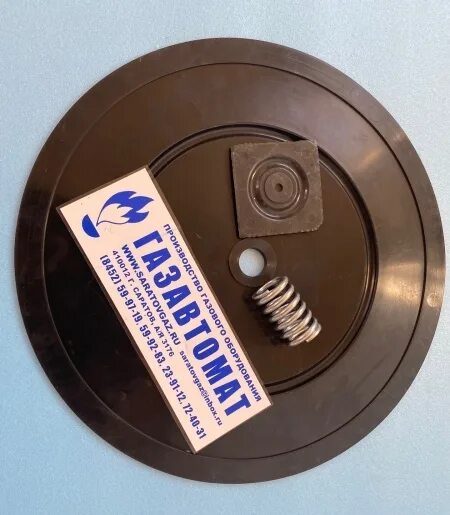 ПРОИЗВОДСТВО ГАЗОВОГО ОБОРУДОВАНИЯ
ГАЗАВТОМАТ
WWW.SARATOVGAZ.RU saratovgaz@inbox.ru
410012 Г. САРАТОВ, А/Я 3176
(8452) 59-97-19, 59-92-83, 23-91-12, 72-40-31